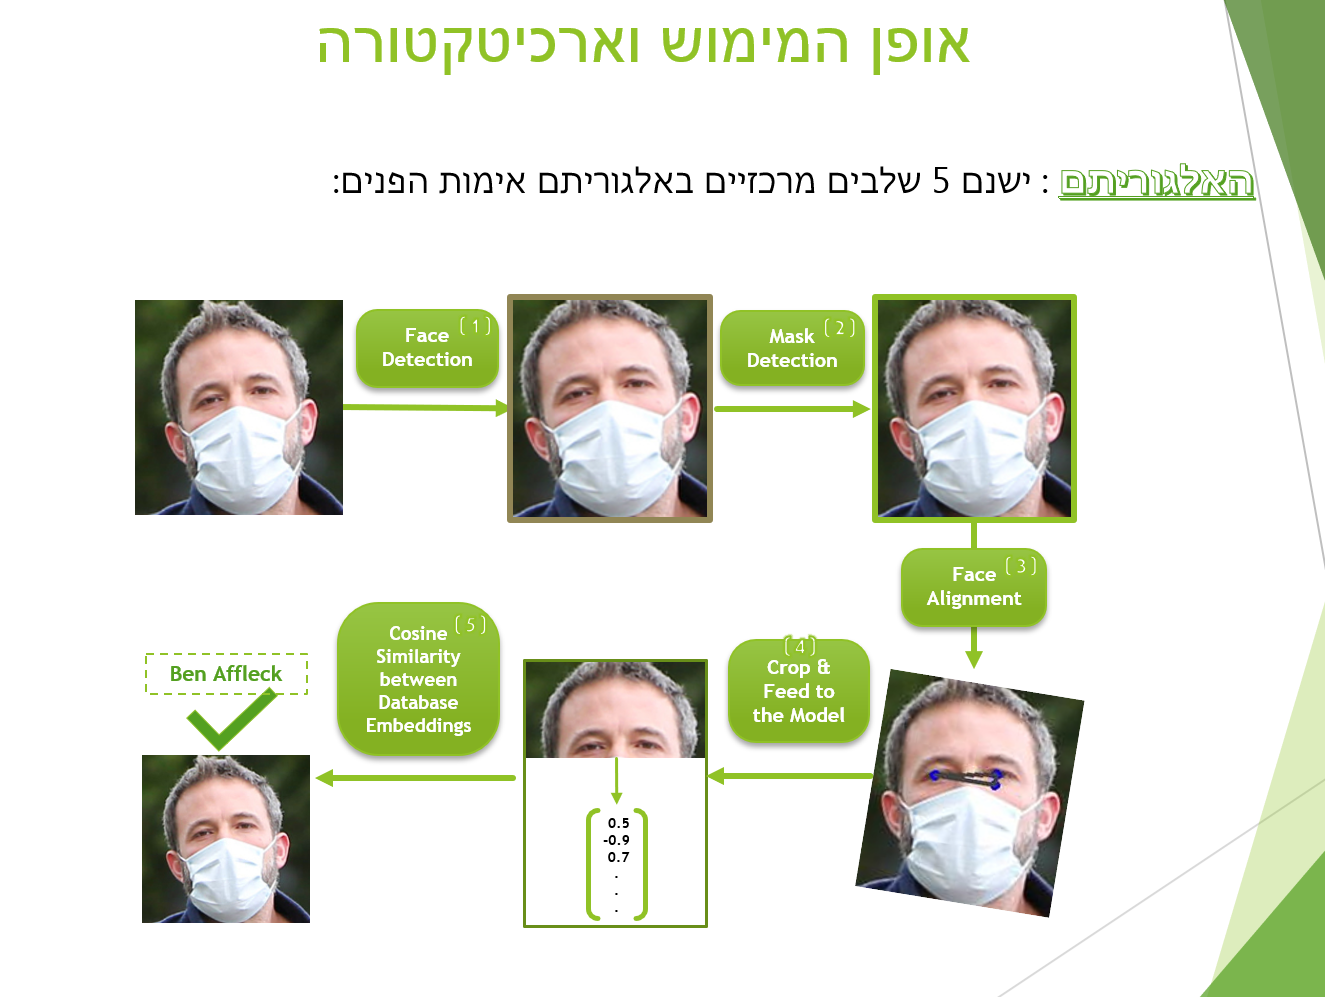 אופן המימוש וארכיטקטורה
האלגוריתם : ישנם 5 שלבים מרכזיים באלגוריתם אימות הפנים:
(1)
Face
Detection
(2)
Mask
Detection
(3)
Face
Alignment
(4)
Crop &
Feed to
the Model
(5)
Cosine
Similarity
between
Database
Embeddings
0.5
-0.9
0.7
.
.
.
Ben Affleck